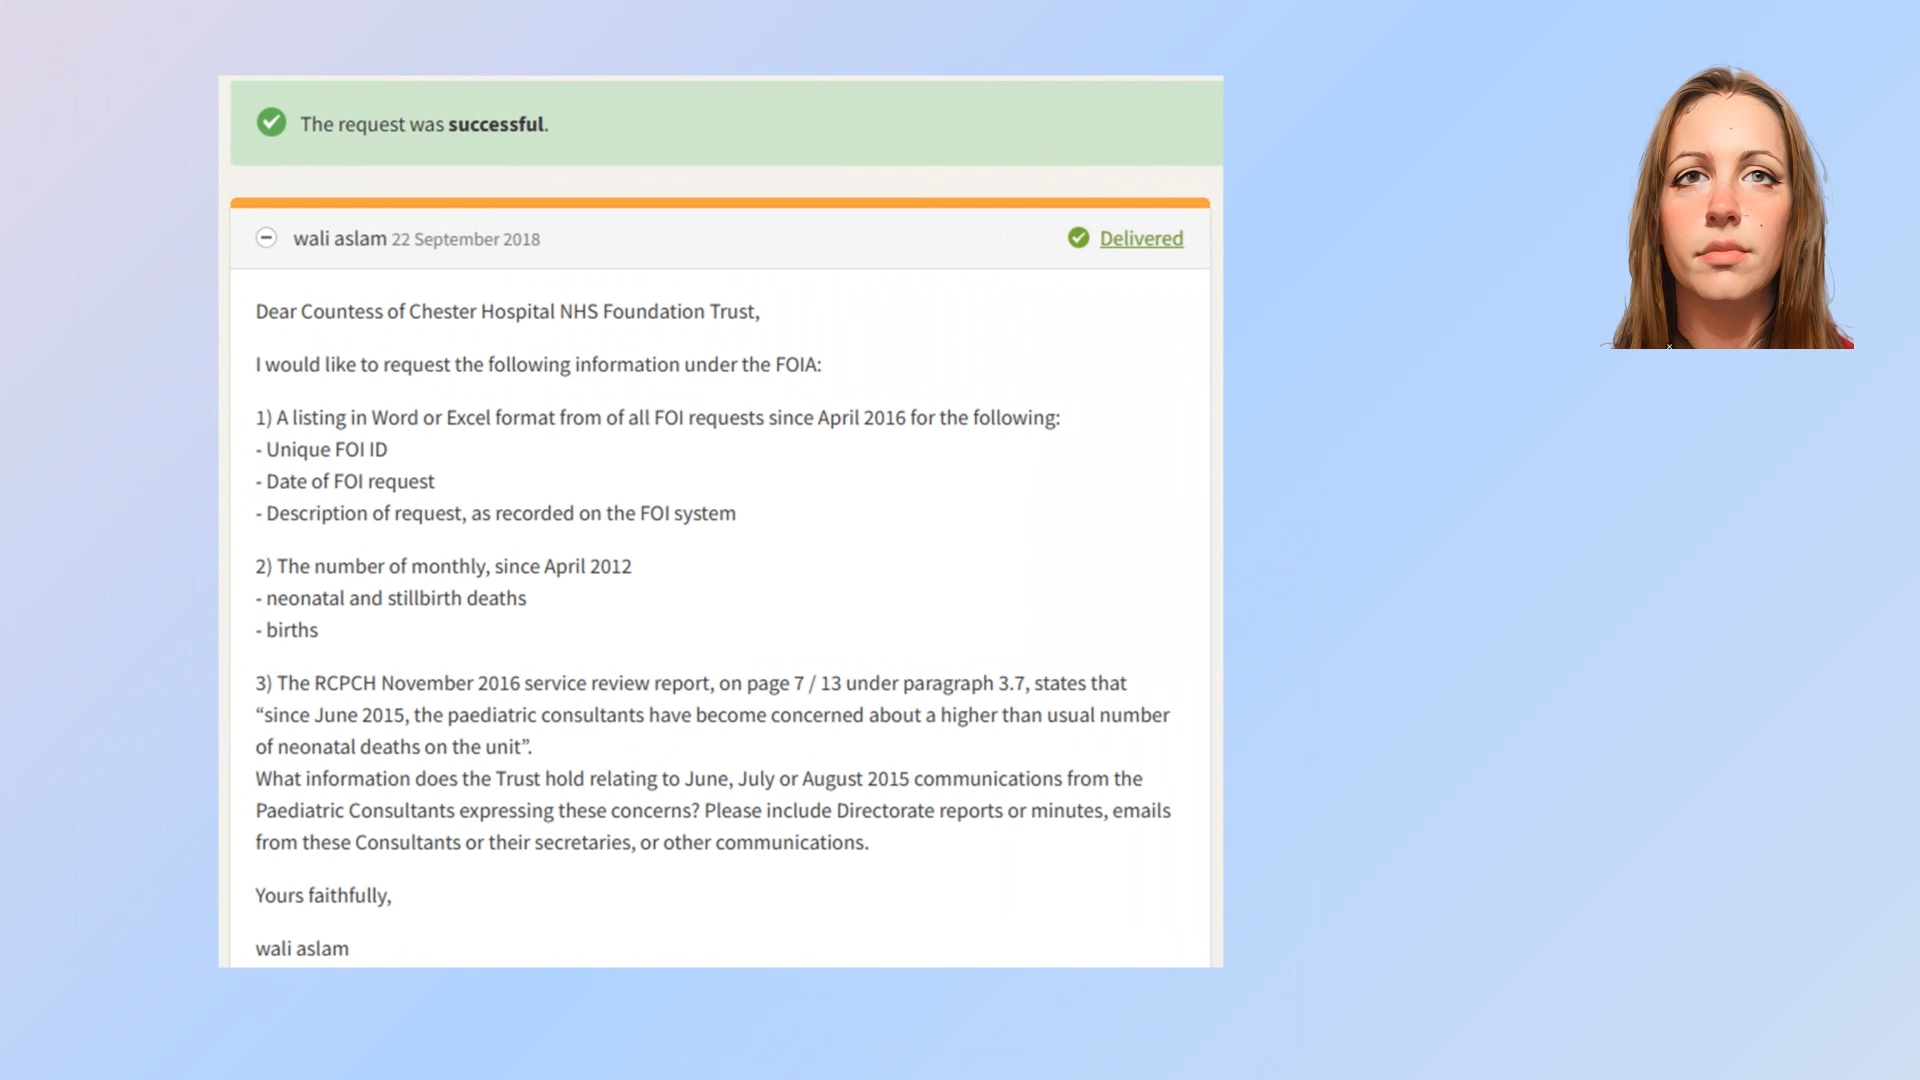 The request was successful.
wali aslam 22 September 2018
Delivered
Dear Countess of Chester Hospital NHS Foundation Trust,
I would like to request the following information under the FOIA:
1) A listing in Word or Excel format from of all FOI requests since April 2016 for the following:
- Unique FOI ID
- Date of FOI request
- Description of request, as recorded on the FOI system
2) The number of monthly, since April 2012
- neonatal and stillbirth deaths
- births
3) The RCPCH November 2016 service review report, on page 7 / 13 under paragraph 3.7, states that
“since June 2015, the paediatric consultants have become concerned about a higher than usual number
of neonatal deaths on the unit”.
What information does the Trust hold relating to June, July or August 2015 communications from the
Paediatric Consultants expressing these concerns? Please include Directorate reports or minutes, emails
from these Consultants or their secretaries, or other communications.
Yours faithfully,
wali aslam